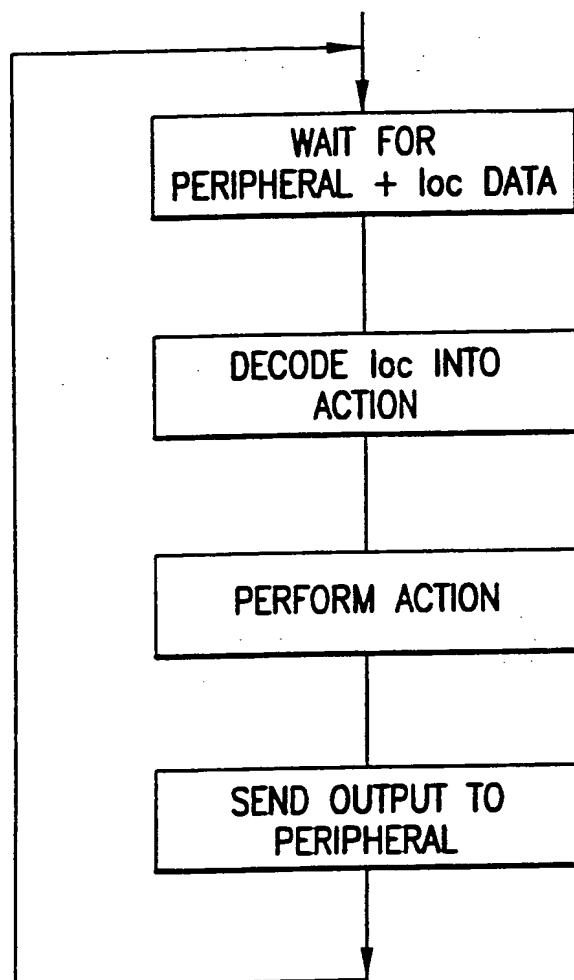 WAIT FOR
PERIPHERAL + loc DATA
DECODE loc INTO
ACTION
PERFORM ACTION
SEND OUTPUT TO
PERIPHERAL